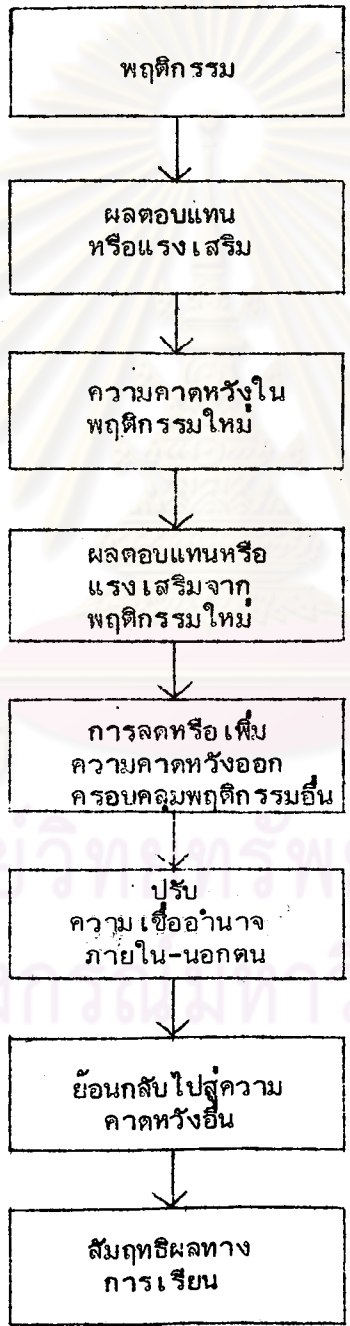 พฤติกรรม
ผลตอบแทน
หรือแรงเสริม
ความคาดหวังใน
พฤติกรรมใหม่
ผลตอบแทนหรือ
แรงเสริมจาก
พฤติกรรมใหม่
การลดหรือเพิ่ม
ความคาดหวังออก
ครอบคลุมพฤติกรรมอื่น
ปรับ
ความเชื่ออำนาจ
ภายใน-นอกตน
ย้อนกลับไปสู่ความ
คาดหวังอื่น
สัมฤทธิผลทาง
การเรียน